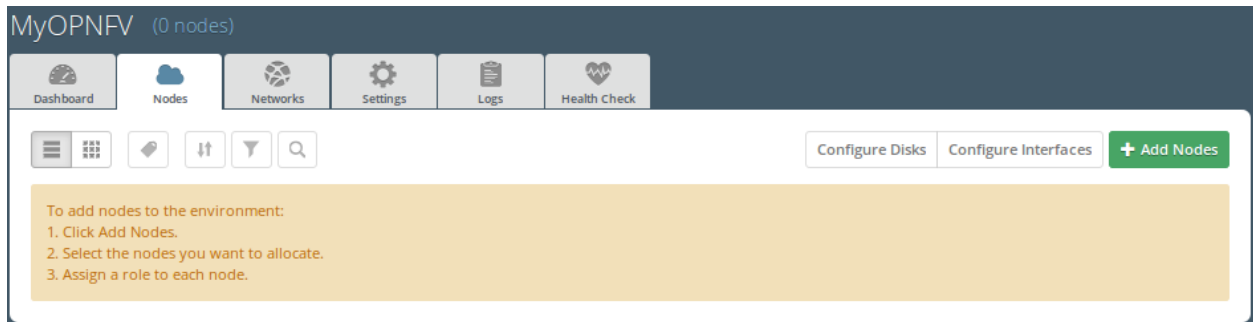 MyOPNFV (0 nodes)
Dashboard Nodes Networks Settings Logs Health Check
Configure Disks Configure Interfaces + Add Nodes
To add nodes to the environment:
1. Click Add Nodes.
2. Select the nodes you want to allocate.
3. Assign a role to each node.